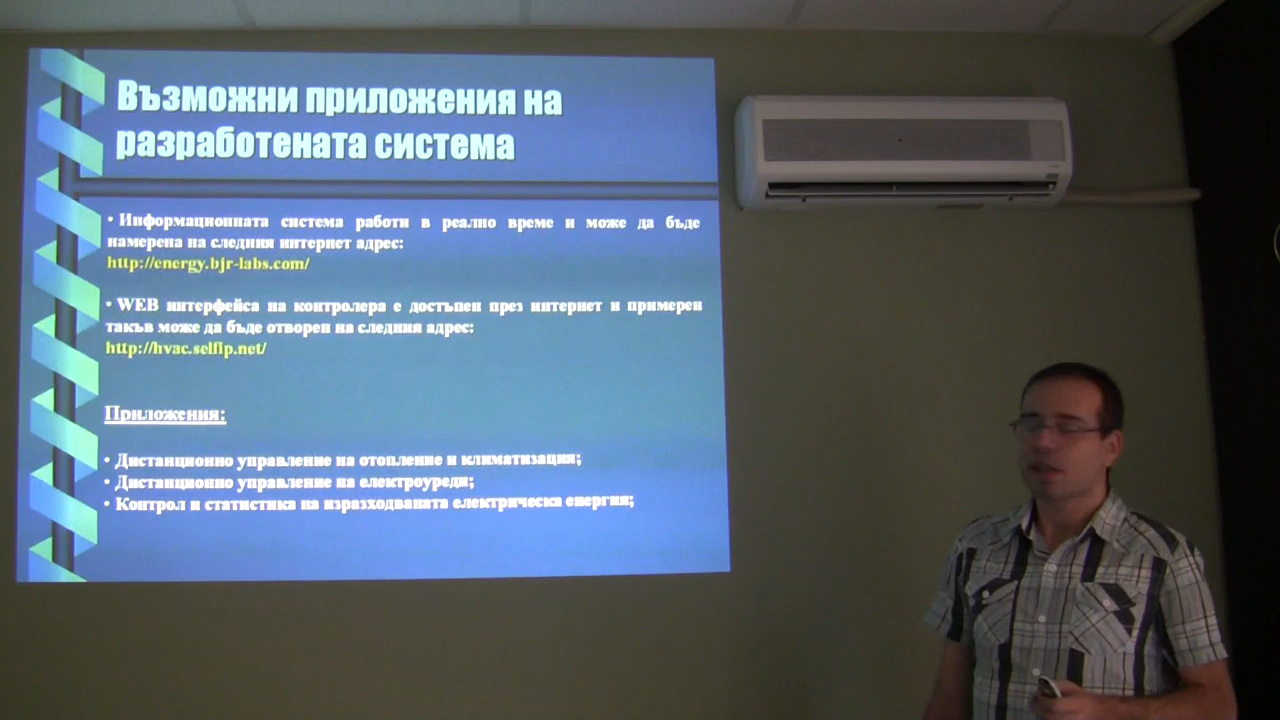 Възможни приложения на
разработената система
• Информационната система работи в реално време и може да бъде
намерена на следния интернет адрес:
http://energy.bjr-labs.com/
• WEB интерфейса на контролера е достъпен през интернет и примерен
такъв може да бъде отворен на следния адрес:
http://hvac.selfip.net/
Приложения:
• Дистанционно управление на отопление и климатизация;
• Дистанционно управление на електроуреди;
• Контрол и статистика на изразходваната електрическа енергия;